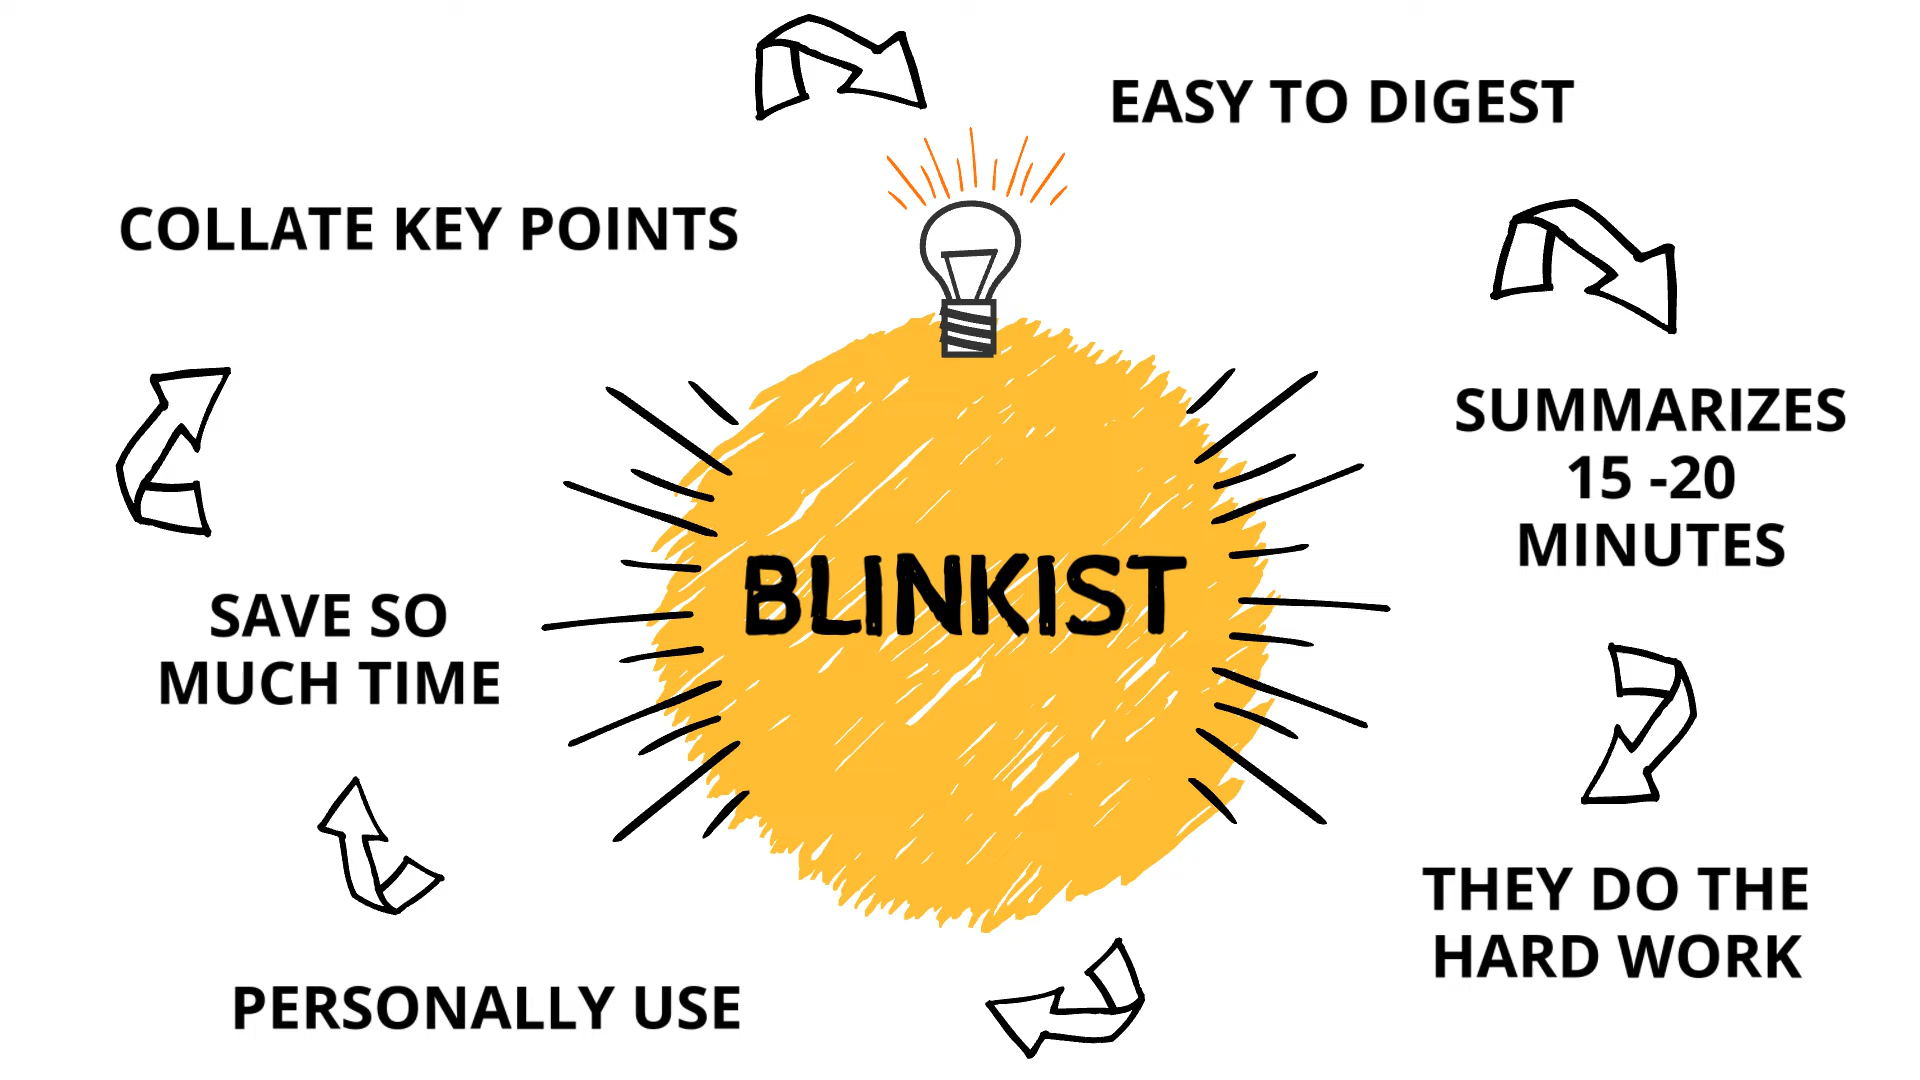 EASY TO DIGEST
COLLATE KEY POINTS
SUMMARIZES
15 -20
MINUTES
BLINKIST
SAVE SO
MUCH TIME
THEY DO THE
HARD WORK
PERSONALLY USE